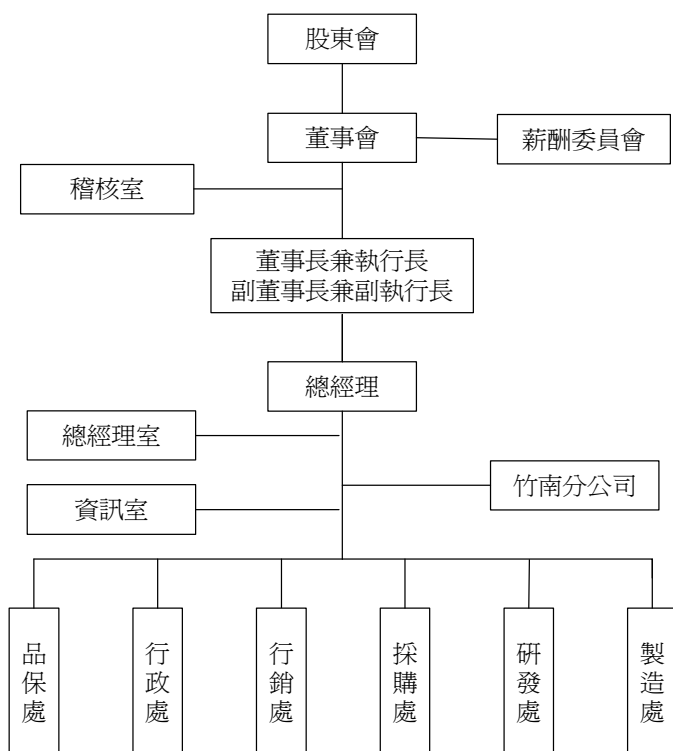 股東會
董事會
薪酬委員會
稽核室
董事長兼執行長
副董事長兼副執行長
總經理
總經理室
竹南分公司
資訊室
品保處
行政處
行銷處
採購處
研發處
製造處